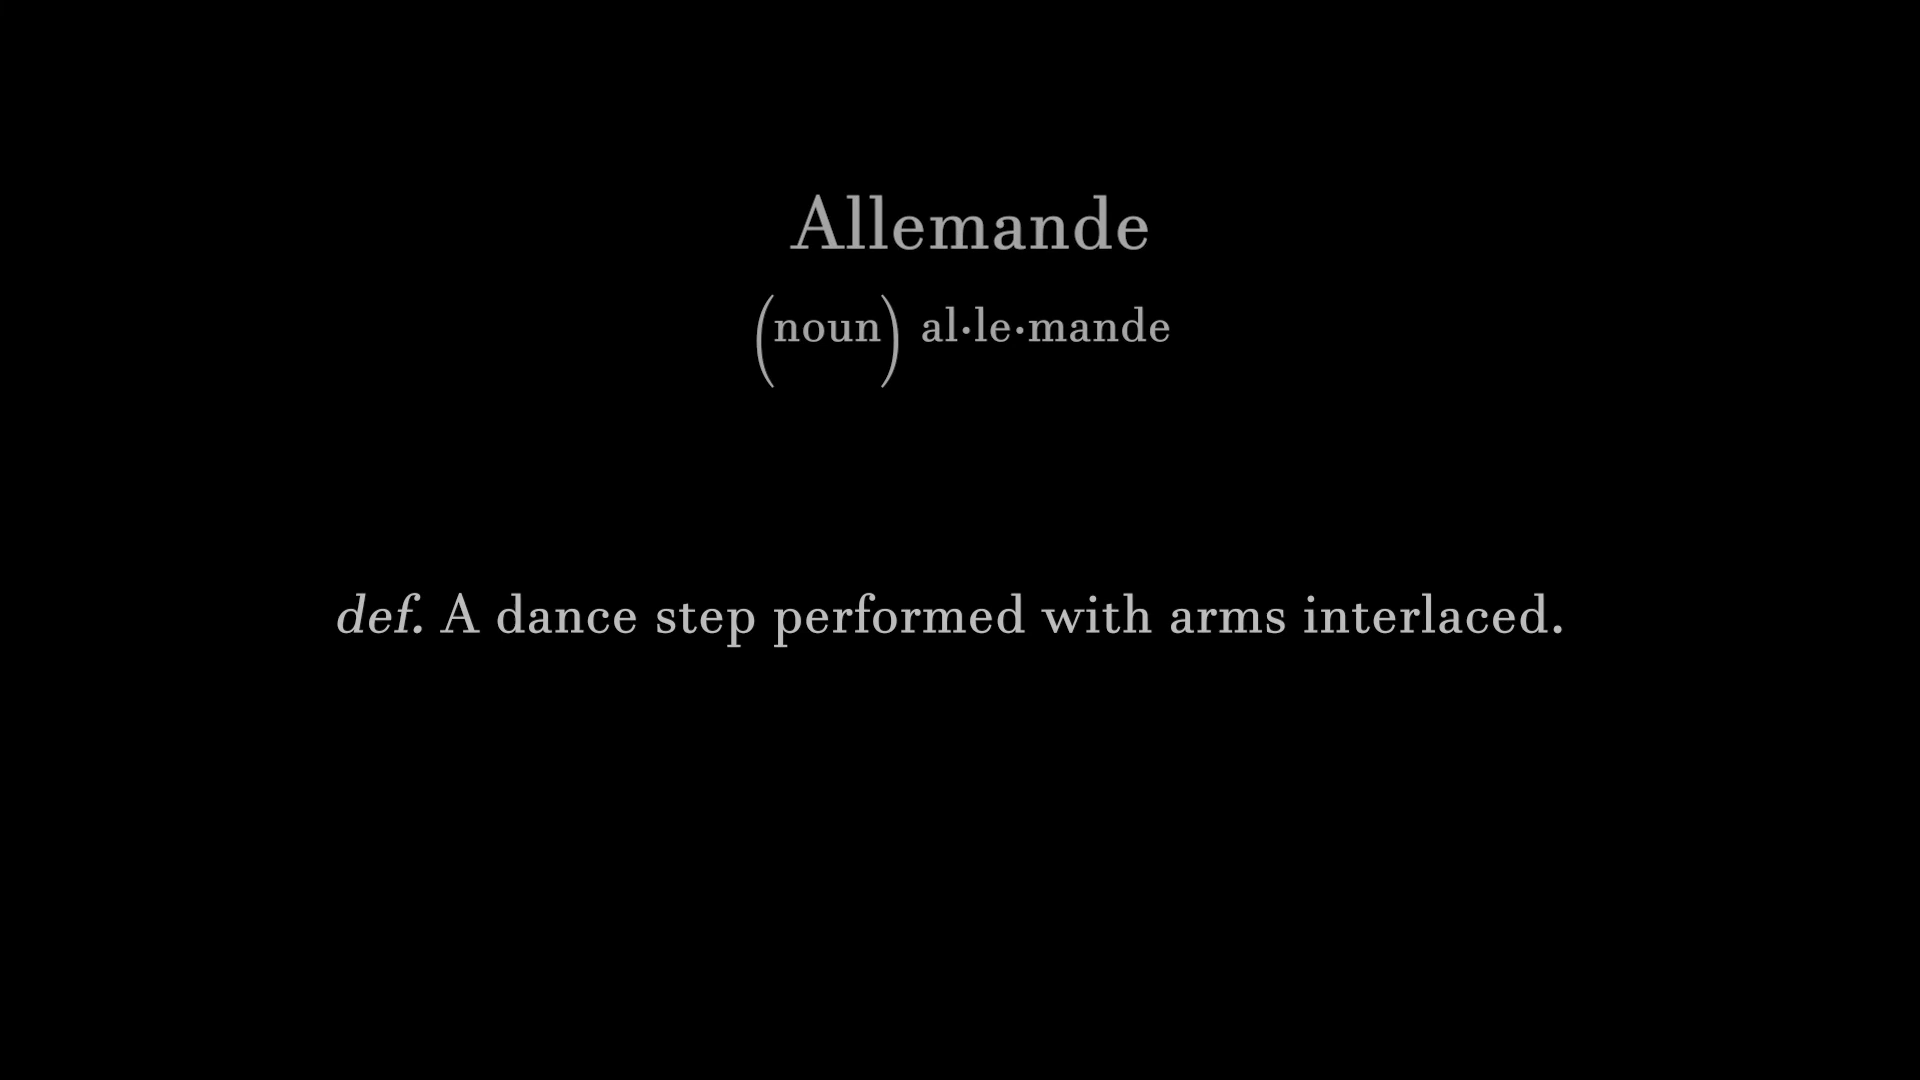 Allemande
(noun) al·le·mande
def. A dance step performed with arms interlaced.